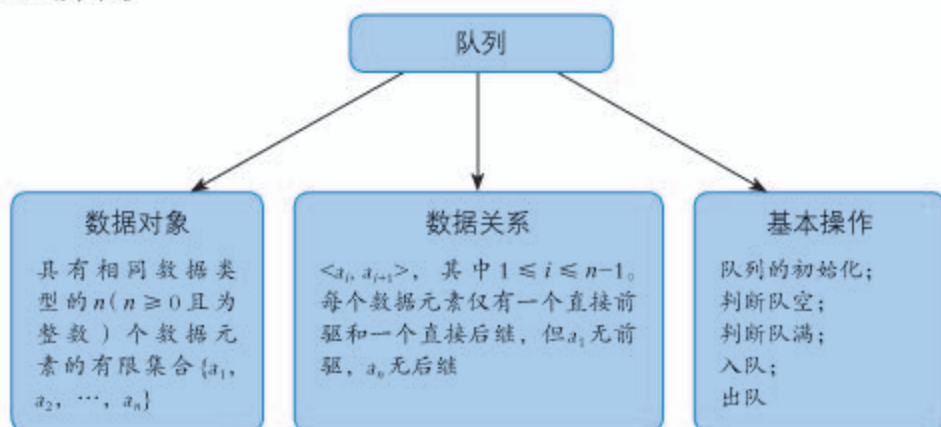 队列
数据对象
具有相同数据类
型的n(n≥0且为
整数)个数据元
素的有限集合{a₁,
a₂, …, aₙ}
数据关系
<aᵢ, aᵢ₊₁>, 其中1≤i≤n-1。
每个数据元素仅有一个直接前
驱和一个直接后继, 但a₁无前
驱, aₙ无后继
基本操作
队列的初始化;
判断队空;
判断队满;
入队;
出队